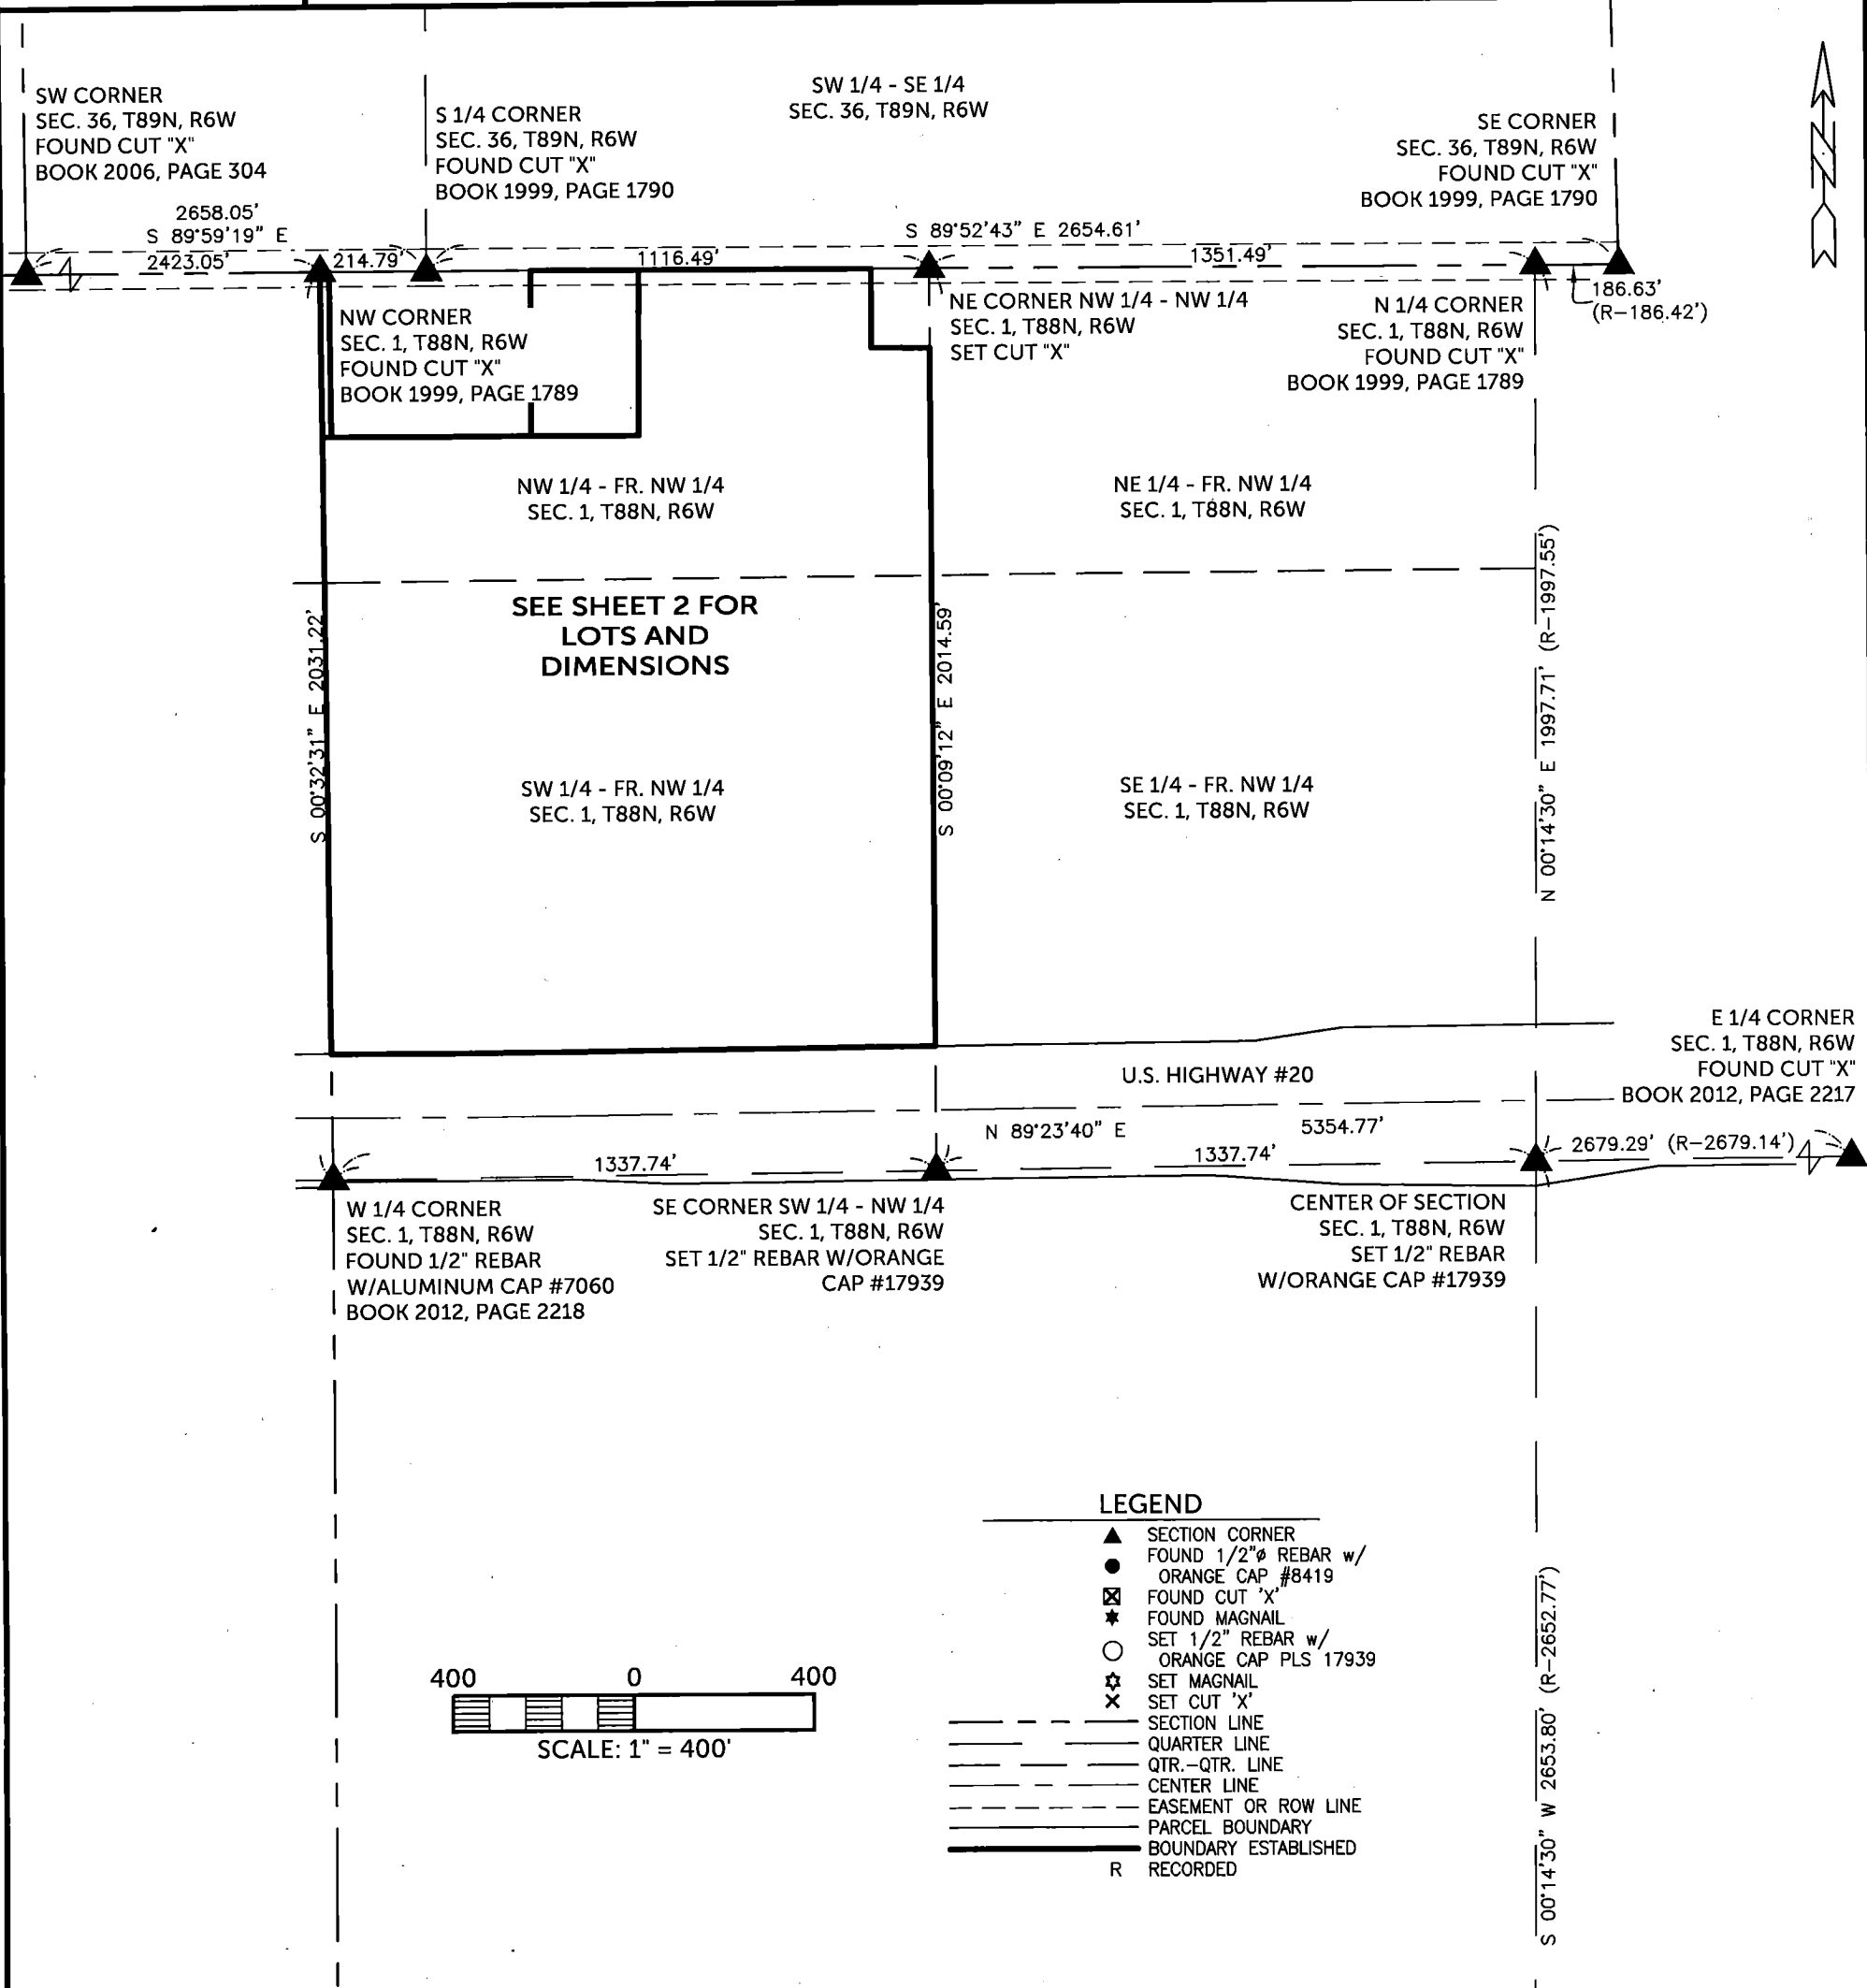 SW CORNER
SEC. 36, T89N, R6W
FOUND CUT "X"
BOOK 2006, PAGE 304
S 1/4 CORNER
SEC. 36, T89N, R6W
FOUND CUT "X"
BOOK 1999, PAGE 1790
SW 1/4 - SE 1/4
SEC. 36, T89N, R6W
SE CORNER
SEC. 36, T89N, R6W
FOUND CUT "X"
BOOK 1999, PAGE 1790
N
2658.05'
S 89°59'19" E
2423.05'
214.79'
1116.49'
S 89°52'43" E 2654.61'
1351.49'
186.63'
(R-186.42')
NW CORNER
SEC. 1, T88N, R6W
FOUND CUT "X"
BOOK 1999, PAGE 1789
NE CORNER NW 1/4 - NW 1/4
SEC. 1, T88N, R6W
SET CUT "X"
N 1/4 CORNER
SEC. 1, T88N, R6W
FOUND CUT "X"
BOOK 1999, PAGE 1789
NW 1/4 - FR. NW 1/4
SEC. 1, T88N, R6W
NE 1/4 - FR. NW 1/4
SEC. 1, T88N, R6W
SEE SHEET 2 FOR
LOTS AND
DIMENSIONS
S 00°32'31" E 2031.22'
S 00°09'12" E 2014.59'
N 00°14'30" E 1997.71' (R-1997.55')
SW 1/4 - FR. NW 1/4
SEC. 1, T88N, R6W
SE 1/4 - FR. NW 1/4
SEC. 1, T88N, R6W
E 1/4 CORNER
SEC. 1, T88N, R6W
FOUND CUT "X"
BOOK 2012, PAGE 2217
U.S. HIGHWAY #20
N 89°23'40" E
5354.77'
1337.74'
1337.74'
2679.29' (R-2679.14')
W 1/4 CORNER
SEC. 1, T88N, R6W
FOUND 1/2" REBAR
W/ALUMINUM CAP #7060
BOOK 2012, PAGE 2218
SE CORNER SW 1/4 - NW 1/4
SEC. 1, T88N, R6W
SET 1/2" REBAR W/ORANGE
CAP #17939
CENTER OF SECTION
SEC. 1, T88N, R6W
SET 1/2" REBAR
W/ORANGE CAP #17939
LEGEND
SECTION CORNER
FOUND 1/2"ø REBAR w/
ORANGE CAP #8419
FOUND CUT 'X'
FOUND MAGNAIL
SET 1/2" REBAR w/
ORANGE CAP PLS 17939
SET MAGNAIL
SET CUT 'X'
SECTION LINE
QUARTER LINE
QTR.-QTR. LINE
CENTER LINE
EASEMENT OR ROW LINE
PARCEL BOUNDARY
BOUNDARY ESTABLISHED
R RECORDED
400 0 400
SCALE: 1" = 400'
S 00°14'30" W 2653.80' (R-2652.77')